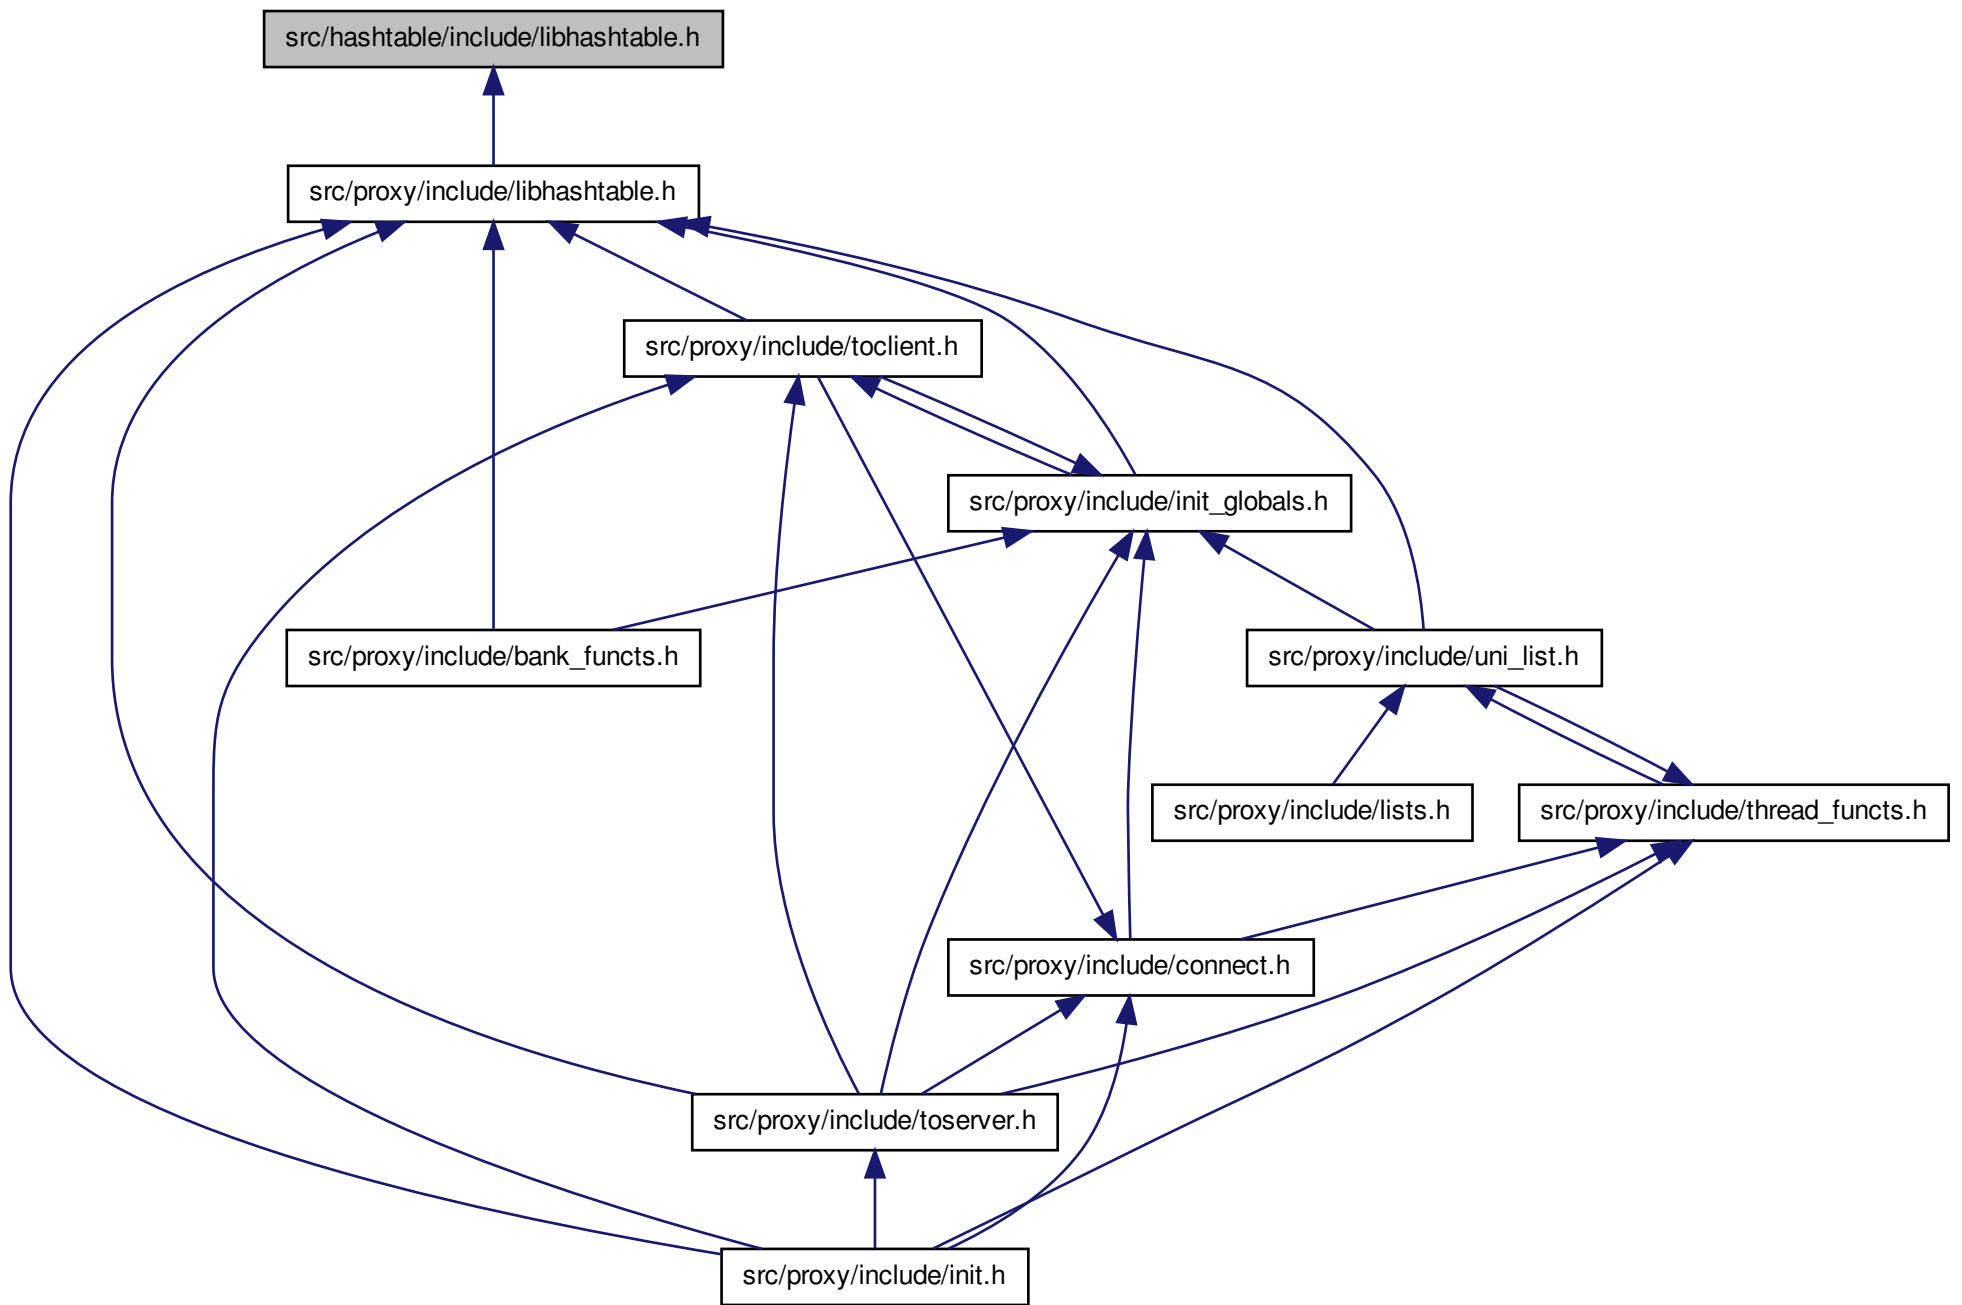 src/hashtable/include/libhashtable.h
src/proxy/include/libhashtable.h
src/proxy/include/toclient.h
src/proxy/include/init_globals.h
src/proxy/include/bank_functs.h
src/proxy/include/uni_list.h
src/proxy/include/lists.h
src/proxy/include/thread_functs.h
src/proxy/include/connect.h
src/proxy/include/toserver.h
src/proxy/include/init.h